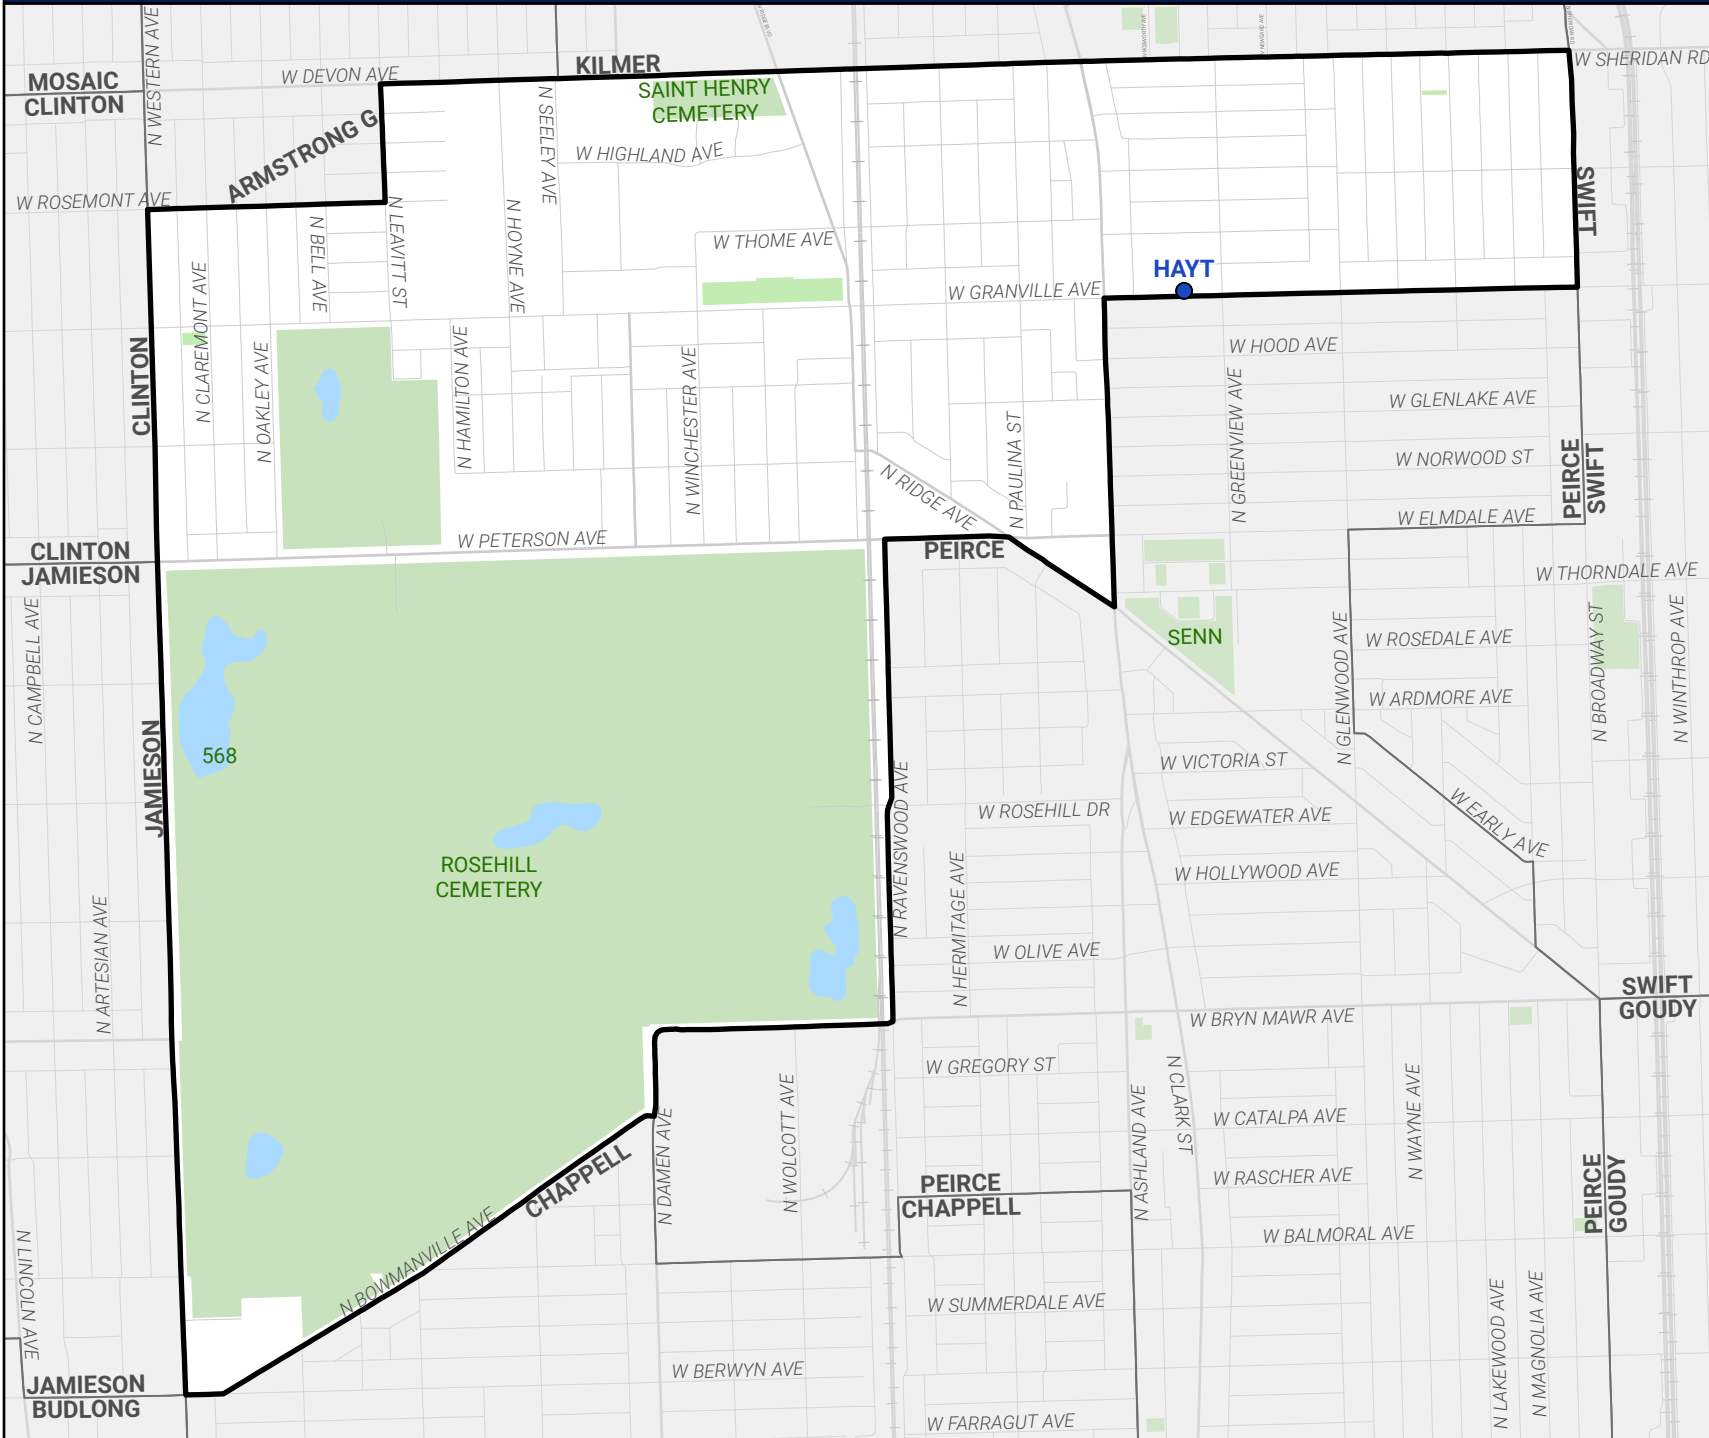 N WESTERN AVE
KILMER
W SHERIDAN RD
MOSAIC
CLINTON
W DEVON AVE
SAINT HENRY
CEMETERY
N SEELEY AVE
ARMSTRONG G
W HIGHLAND AVE
W ROSEMONT AVE
SWIFT
N BELL AVE
N LEAVITT ST
N HOYNE AVE
W THOME AVE
HAYT
N CLAREMONT AVE
W GRANVILLE AVE
CLINTON
N OAKLEY AVE
N HAMILTON AVE
N WINCHESTER AVE
W HOOD AVE
N GREENVIEW AVE
W GLENLAKE AVE
N PAULINA ST
N RIDGE AVE
W NORWOOD ST
PEIRCE
SWIFT
W ELMDALE AVE
CLINTON
JAMIESON
W PETERSON AVE
PEIRCE
W THORNDALE AVE
N CAMPBELL AVE
SENN
W ROSEDALE AVE
N GLENWOOD AVE
N BROADWAY ST
N WINTHROP AVE
W ARDMORE AVE
568
JAMIESON
W VICTORIA ST
N RAVENSWOOD AVE
W ROSEHILL DR
W EDGEWATER AVE
W EARLY AVE
ROSEHILL
CEMETERY
W HOLLYWOOD AVE
N HERMITAGE AVE
N ARTESIAN AVE
W OLIVE AVE
SWIFT
GOUDY
W BRYN MAWR AVE
W GREGORY ST
N CLARK ST
N ASHLAND AVE
N WAYNE AVE
N WOLCOTT AVE
N DAMEN AVE
W CATALPA AVE
CHAPPELL
PEIRCE
CHAPPELL
W RASCHER AVE
PEIRCE
GOUDY
N BOWMANVILLE AVE
W BALMORAL AVE
N LINCOLN AVE
W SUMMERDALE AVE
N LAKEWOOD AVE
N MAGNOLIA AVE
W BERWYN AVE
JAMIESON
BUDLONG
W FARRAGUT AVE